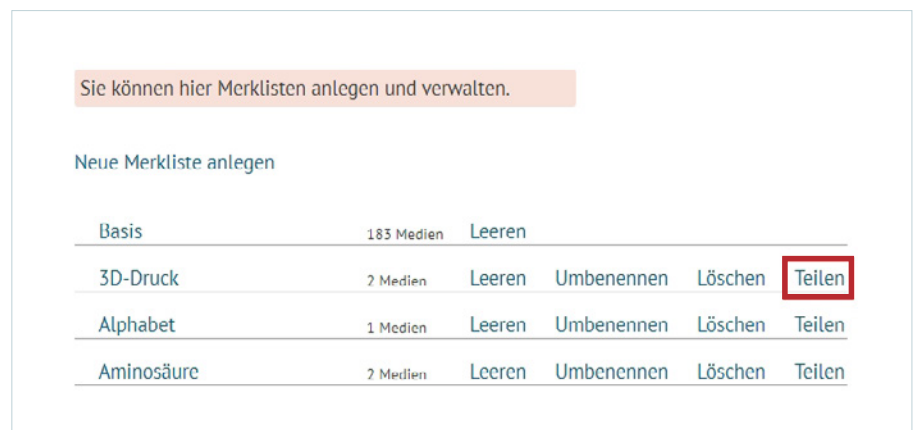 Sie können hier Merklisten anlegen und verwalten.
Neue Merkliste anlegen
Basis 183 Medien Leeren
3D-Druck 2 Medien Leeren Umbenennen Löschen Teilen
Alphabet 1 Medien Leeren Umbenennen Löschen Teilen
Aminosäure 2 Medien Leeren Umbenennen Löschen Teilen